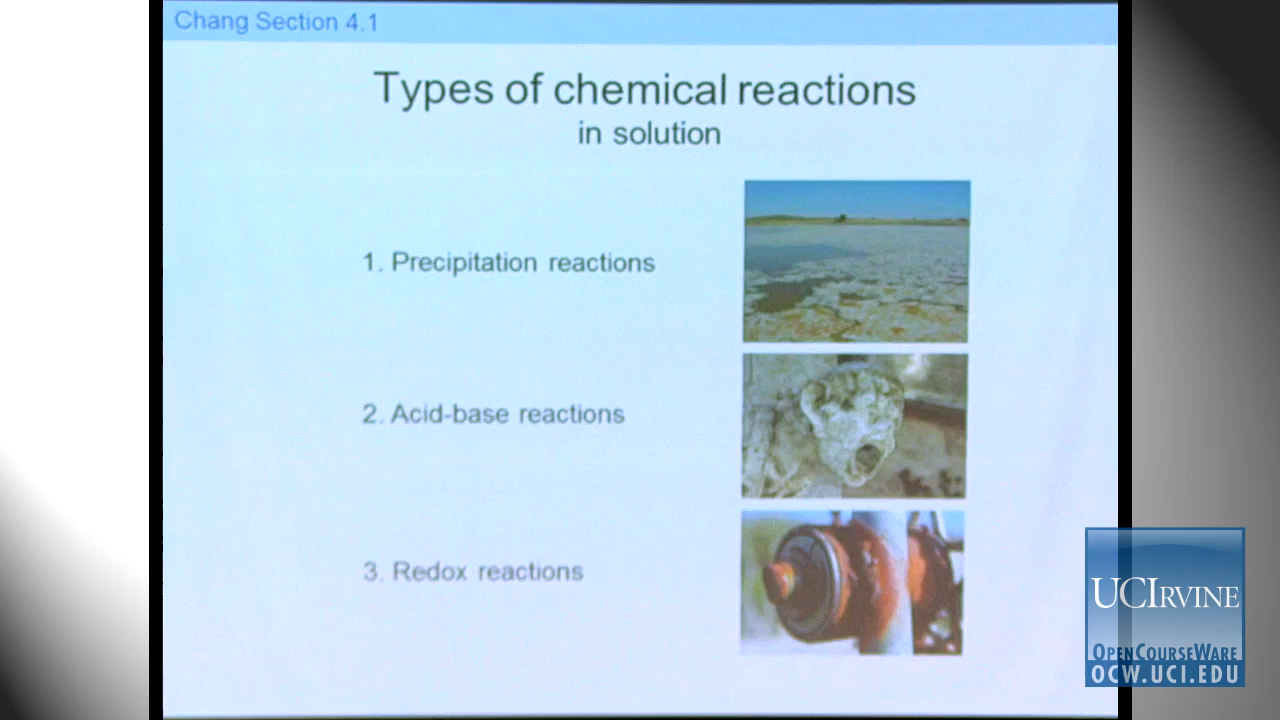 Chang Section 4.1
Types of chemical reactions
in solution
1. Precipitation reactions
2. Acid-base reactions
3. Redox reactions
UCIRVINE
OPENCOURSEWARE
OCW.UCI.EDU